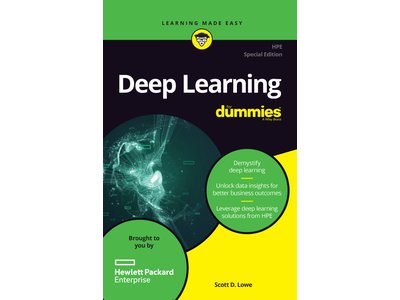 LEARNING MADE EASY
HPE
Special Edition
Deep Learning
for
dummies
A Wiley Brand
Demystify
deep learning
Unlock data insights for
better business outcomes
Leverage deep learning
solutions from HPE
Brought to
you by
Hewlett Packard
Enterprise
Scott D. Lowe